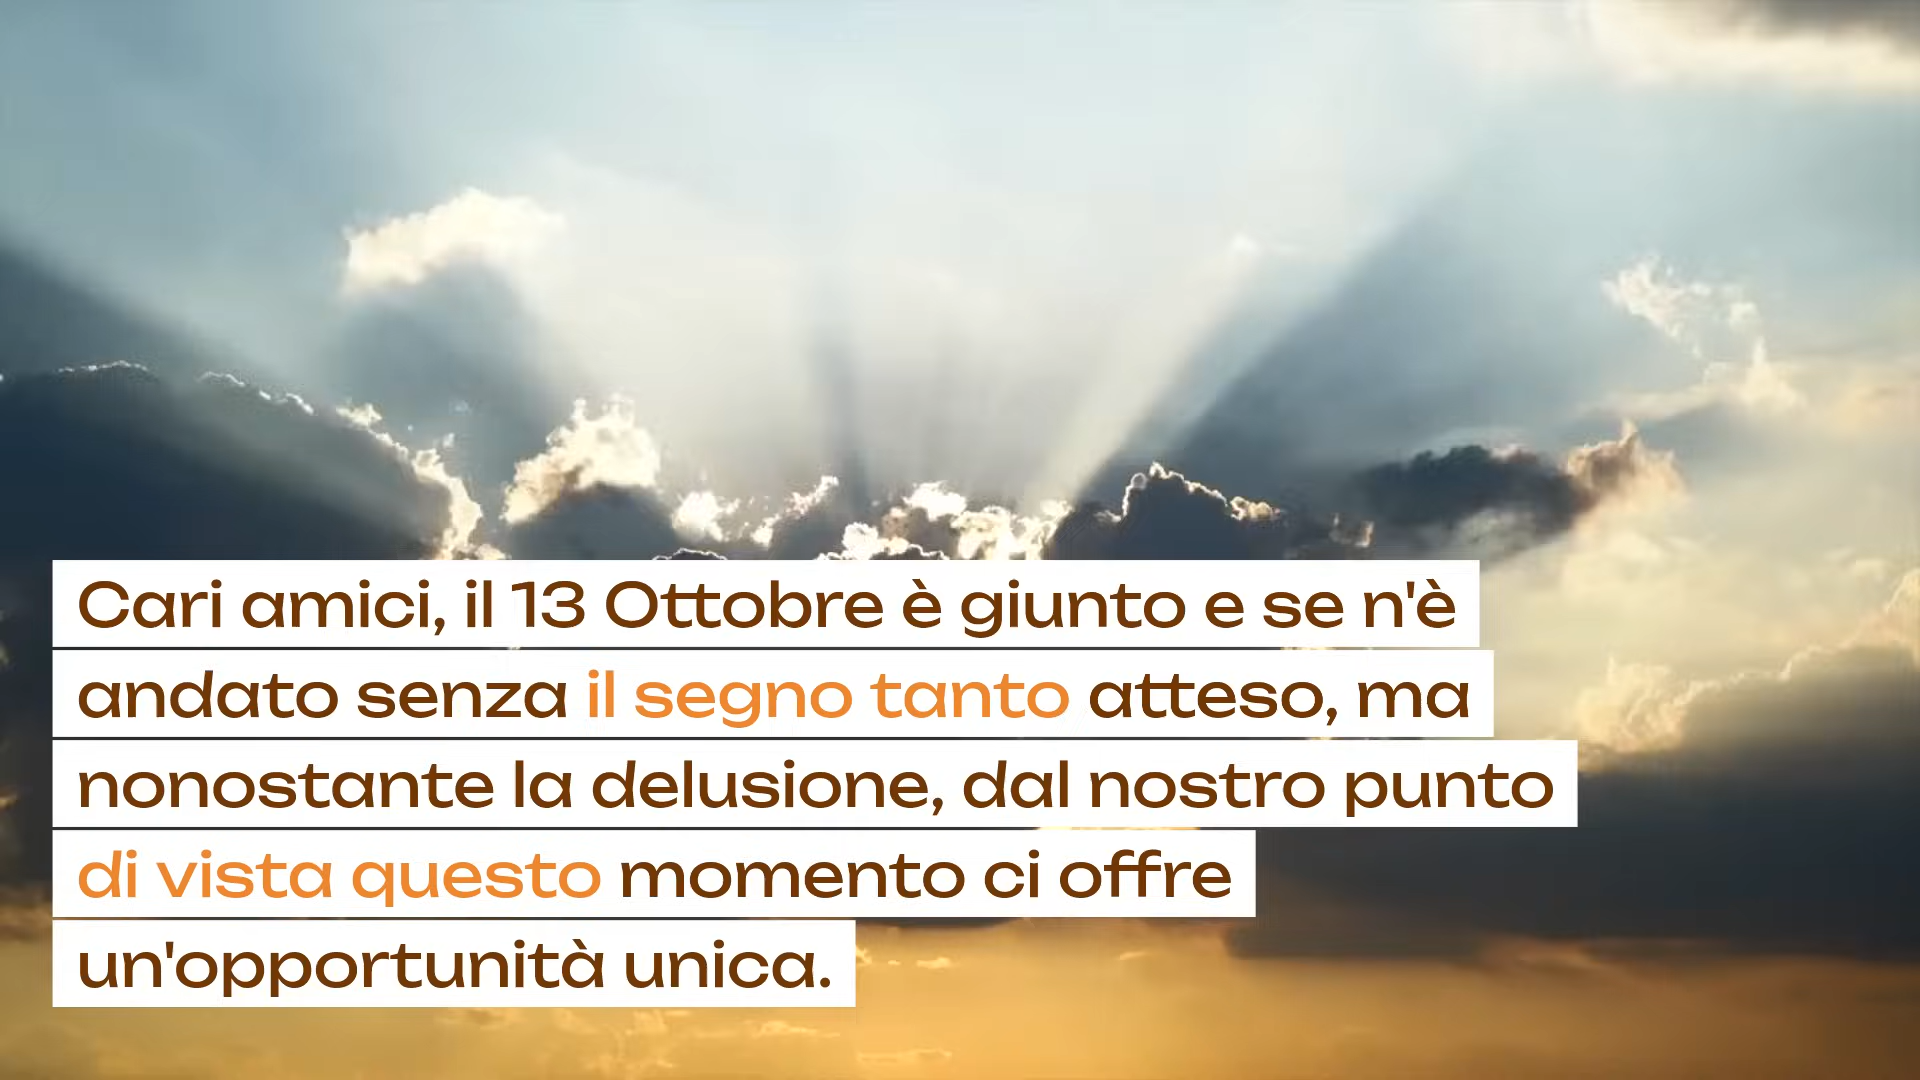 Cari amici, il 13 Ottobre è giunto e se n'è
andato senza il segno tanto atteso, ma
nonostante la delusione, dal nostro punto
di vista questo momento ci offre
un'opportunità unica.